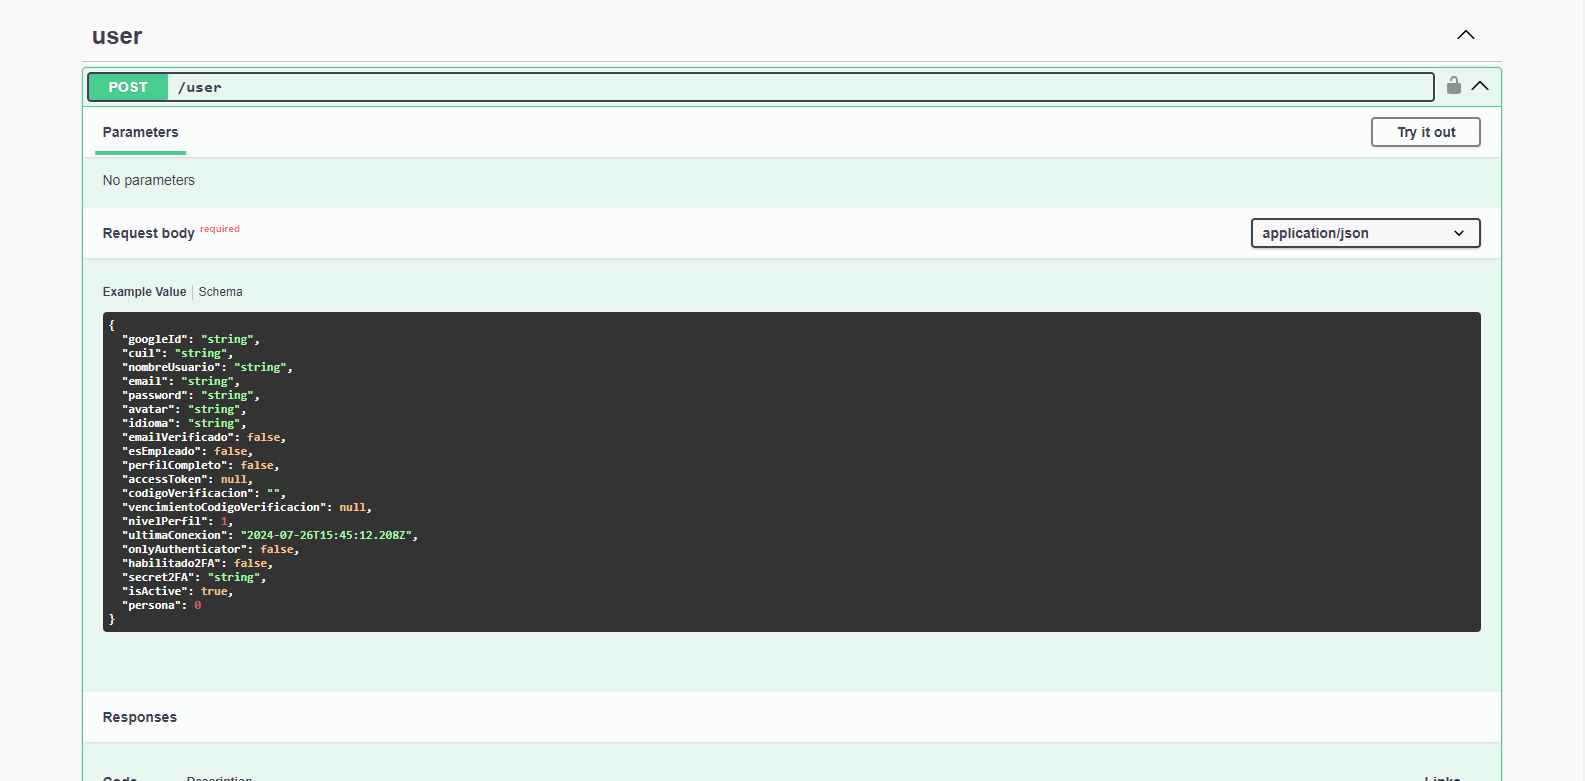 user
POST /user
Parameters
Try it out
No parameters
Request body required
application/json
Example Value
Schema
{
  "googleId": "string",
  "cuil": "string",
  "nombreUsuario": "string",
  "email": "string",
  "password": "string",
  "avatar": "string",
  "idioma": "string",
  "emailVerificado": false,
  "esEmpleado": false,
  "perfilCompleto": false,
  "accessToken": null,
  "codigoVerificacion": "",
  "vencimientoCodigoVerificacion": null,
  "nivelPerfil": 1,
  "ultimaConexion": "2024-07-26T15:45:12.208Z",
  "onlyAuthenticator": false,
  "habilitado2FA": false,
  "secret2FA": "string",
  "isActive": true,
  "persona": 0
}
Responses
Code
Description
Links